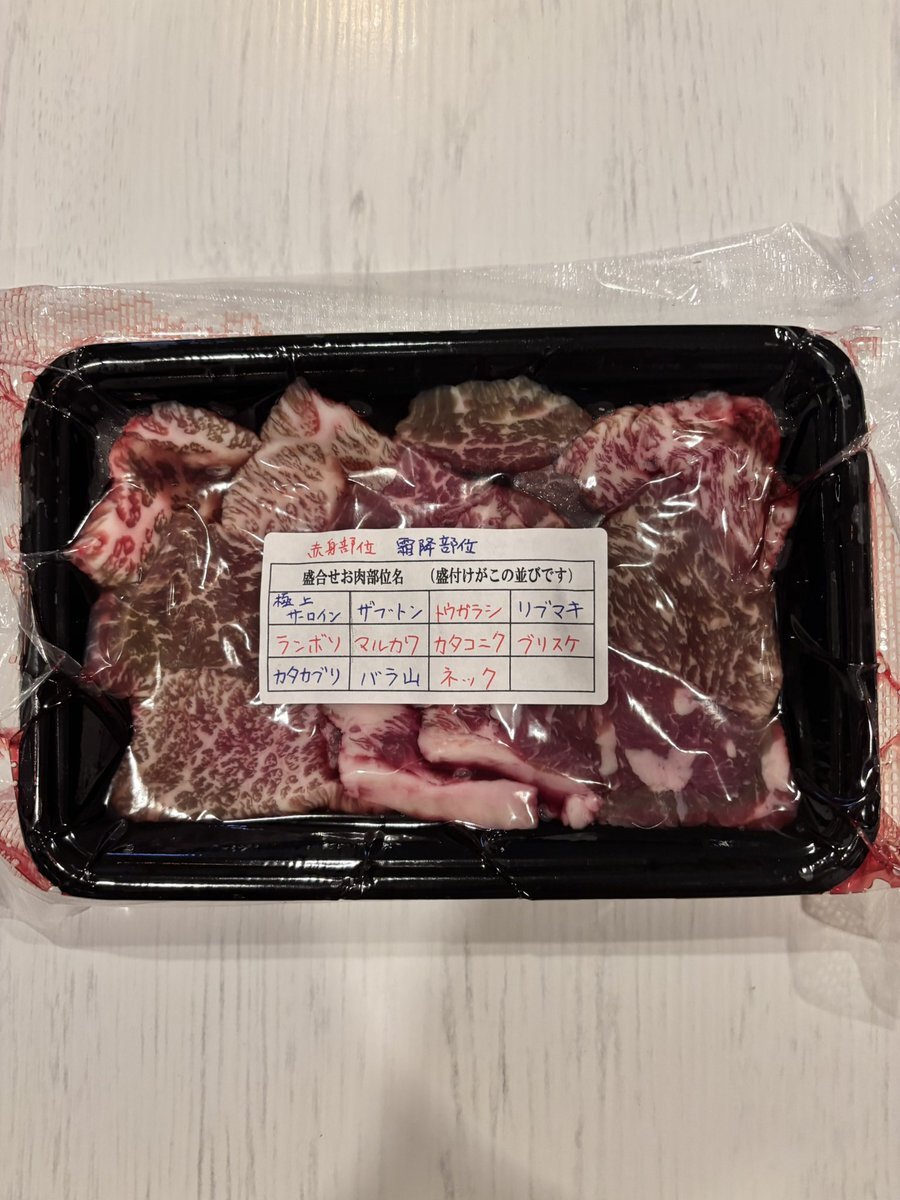 赤身部位 霜降部位
盛合せお肉部位名 (盛付けがこの並びです)
極上サーロイン ザブトン トウガラシ リブマキ
ランボソ マルカワ カタコニク ブリスケ
カタカブリ バラ山 ネック